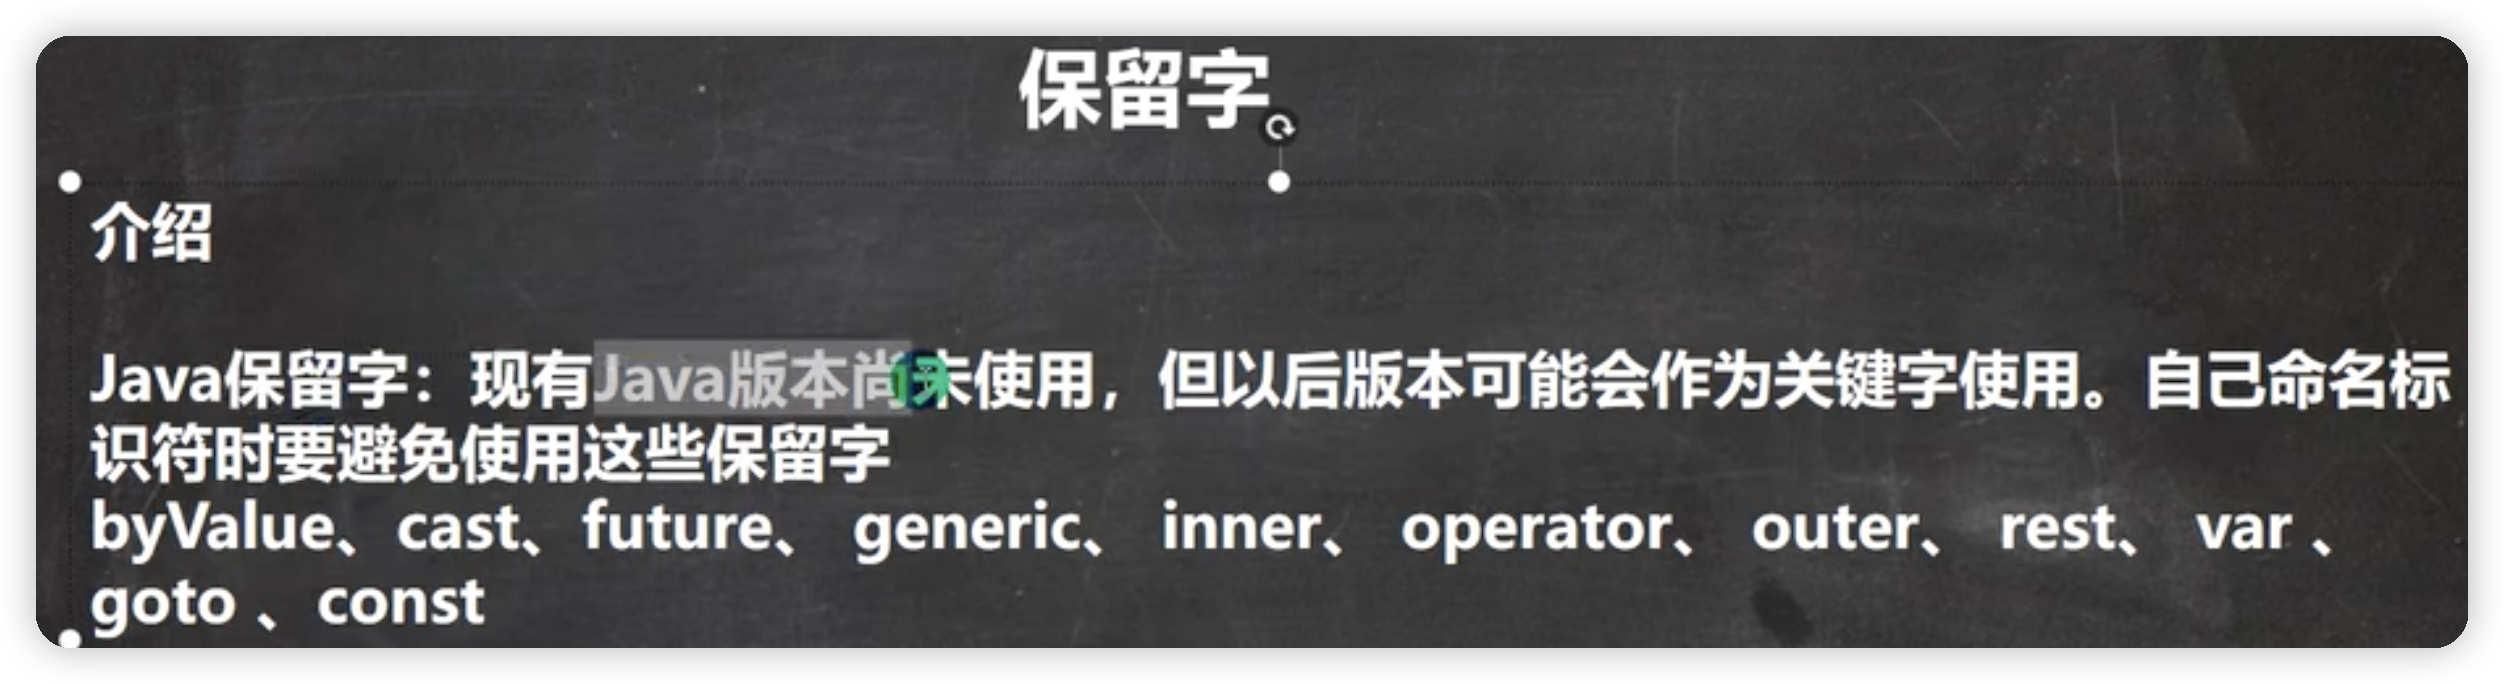 保留字
介绍
Java保留字：现有Java版本尚未使用，但以后版本可能会作为关键字使用。自己命名标
识符时要避免使用这些保留字
byValue、cast、future、 generic、 inner、 operator、 outer、 rest、 var 、
goto 、const